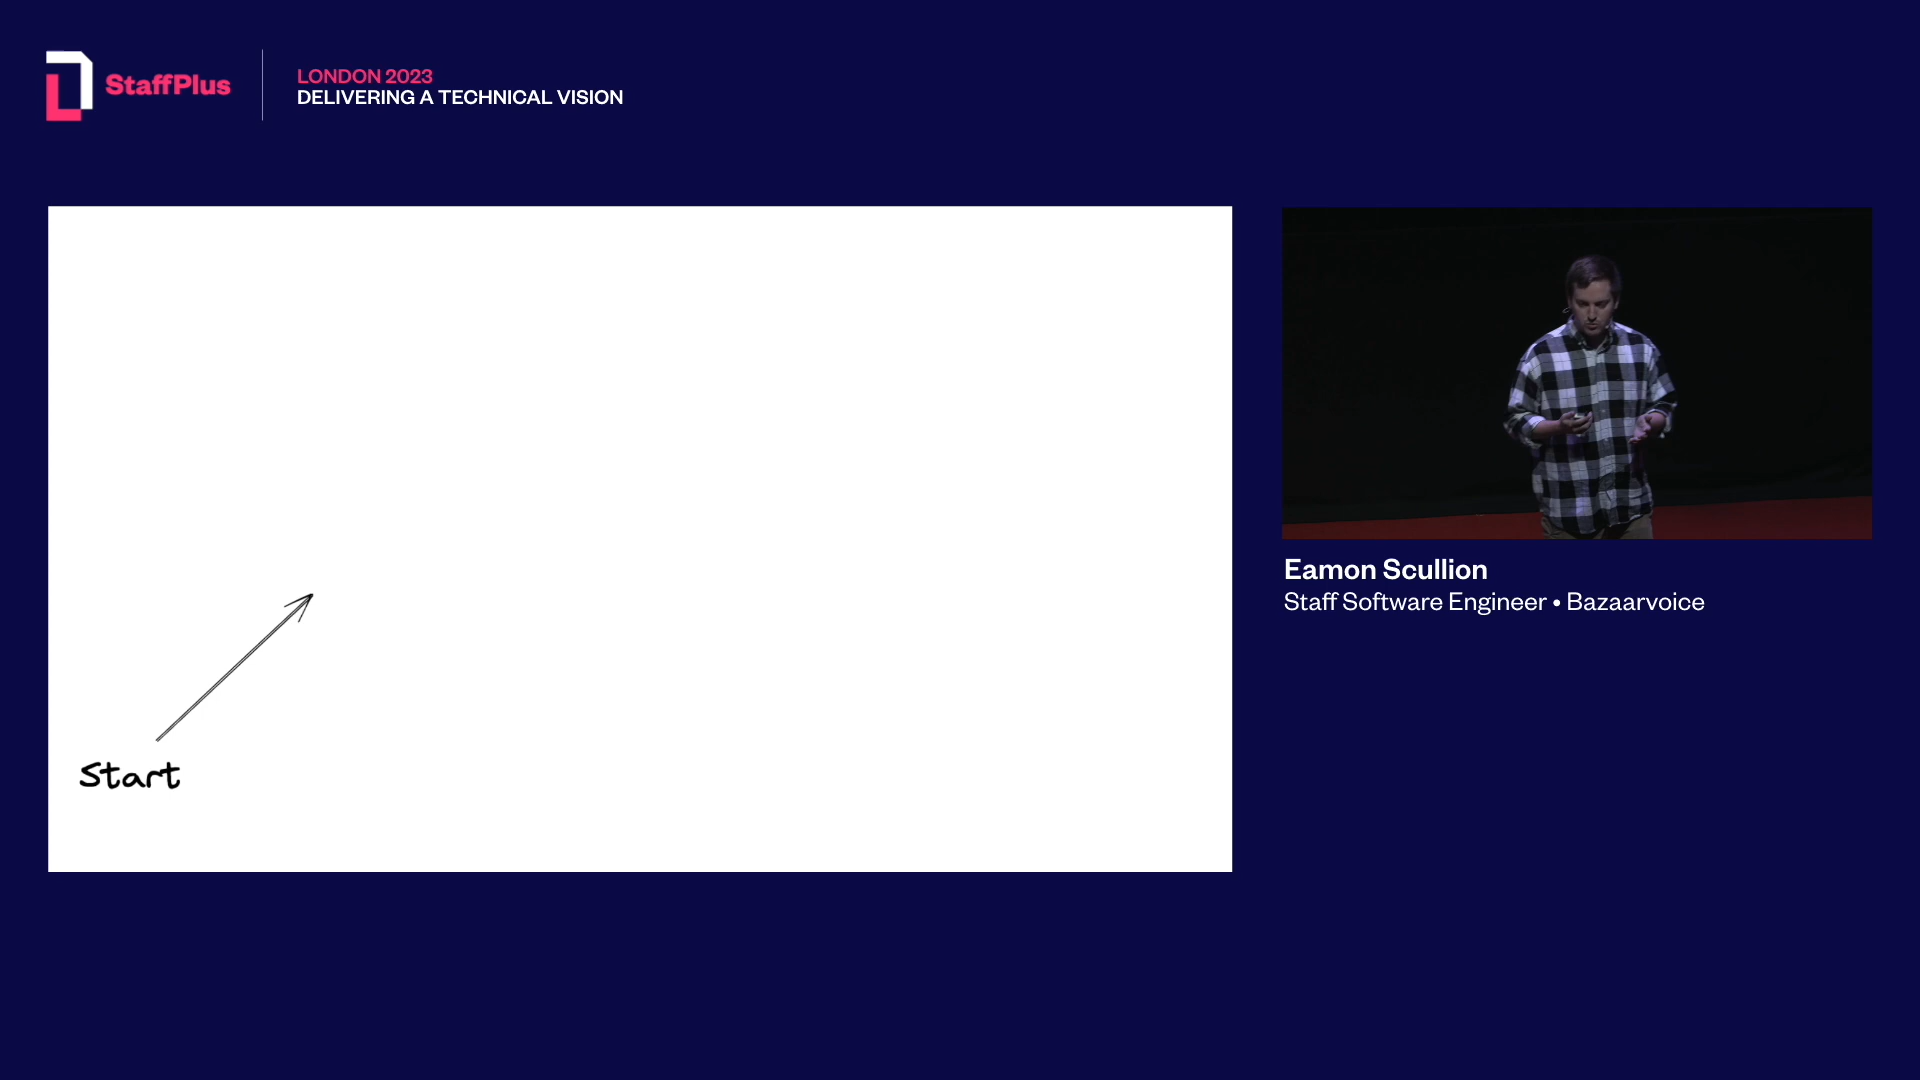 StaffPlus
LONDON 2023
DELIVERING A TECHNICAL VISION
Start
Eamon Scullion
Staff Software Engineer • Bazaarvoice